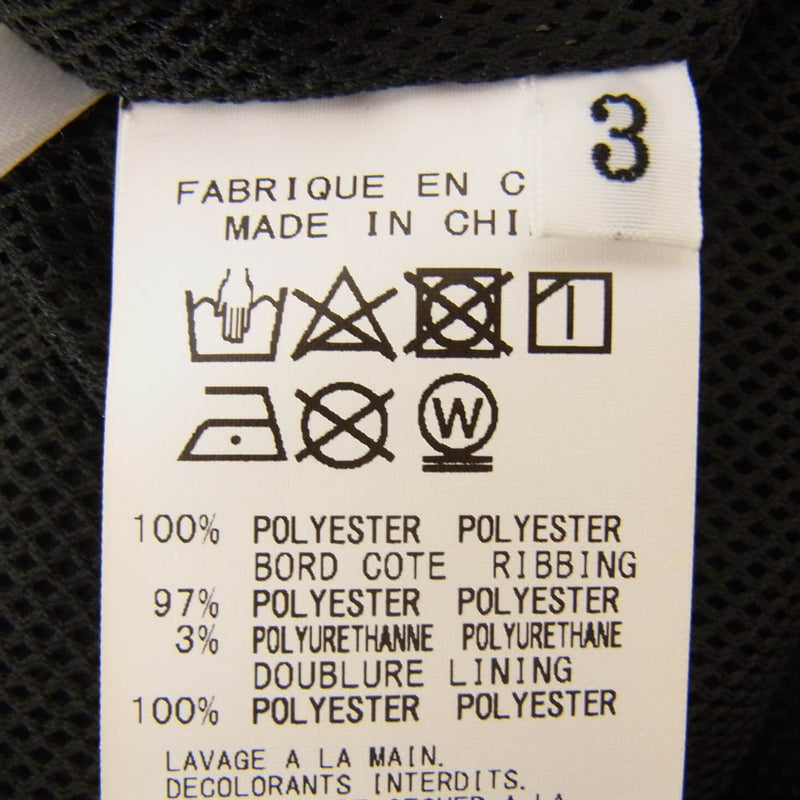 3
FABRIQUE EN
MADE IN
W
100% POLYESTER POLYESTER
BORD COTE RIBBING
97% POLYESTER POLYESTER
3% POLYURETHANNE POLYURETHANE
DOUBLURE LINING
100% POLYESTER POLYESTER
LAVAGE A LA MAIN.
DECOLORANTS INTERDITS.